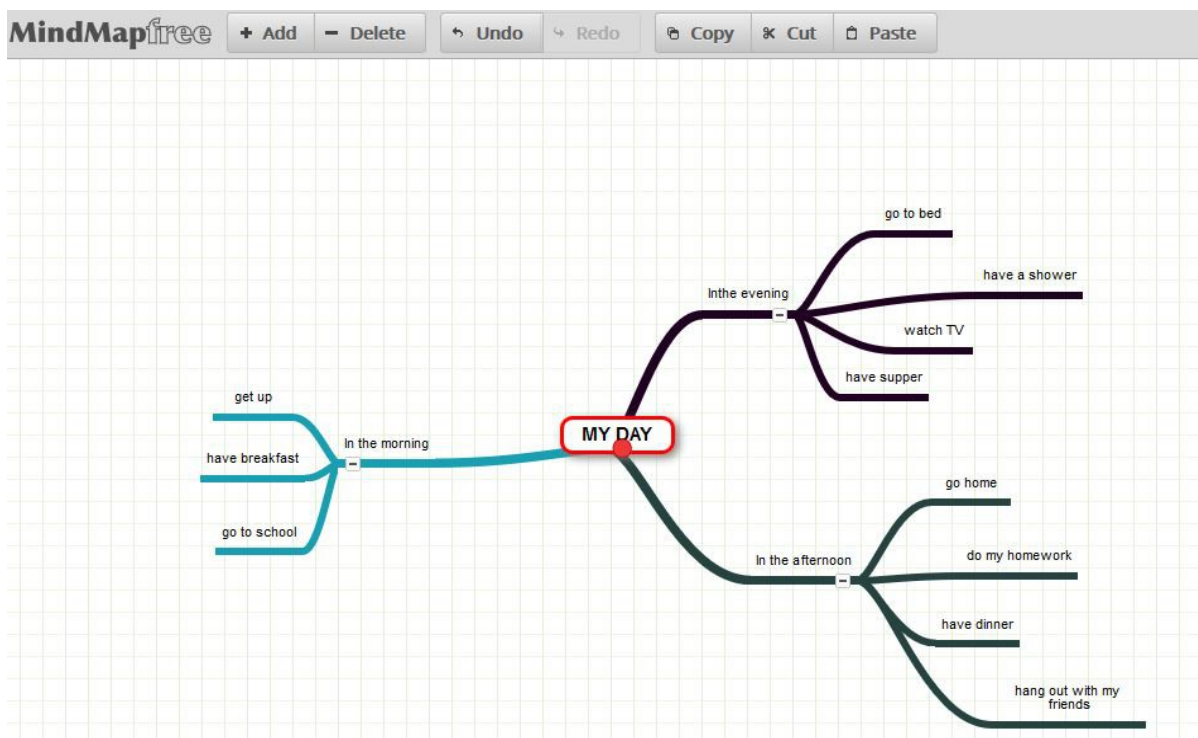 MindMapfree + Add − Delete Undo Redo Copy Cut Paste
go to bed
have a shower
Inthe evening
watch TV
have supper
get up
MY DAY
In the morning
have breakfast
go home
go to school
In the afternoon
do my homework
have dinner
hang out with my
friends